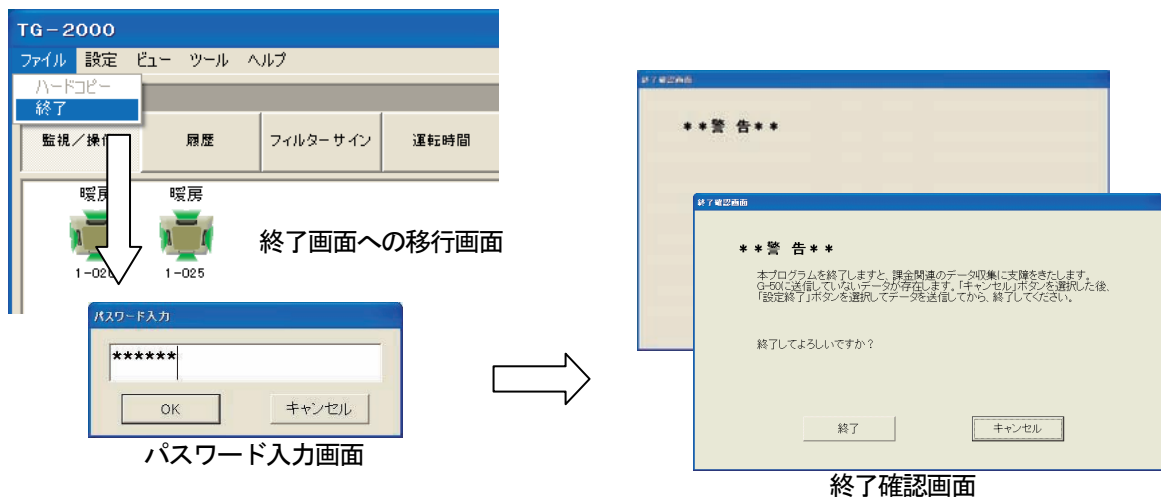 TG-2000
ファイル 設定 ビュー ツール ヘルプ
ハードコピー
終了
監視/操作 履歴 フィルターサイン 運転時間
暖房 暖房
1-026 1-025
終了画面への移行画面
パスワード入力
******
OK キャンセル
パスワード入力画面
終了確認画面
**警 告**
終了確認画面
**警 告**
本プログラムを終了しますと、課金関連のデータ収集に支障をきたします。
G-50に送信していないデータが存在します。「キャンセル」ボタンを選択した後、
「設定終了」ボタンを選択してデータを送信してから、終了してください。
終了してよろしいですか?
終了 キャンセル
終了確認画面